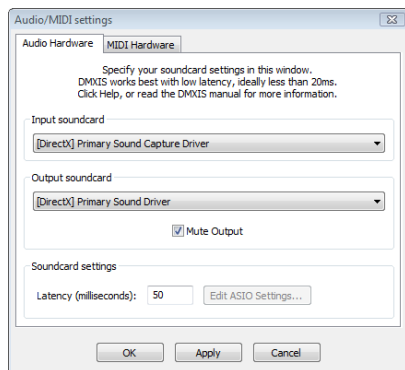 Audio/MIDI settings
Audio Hardware
MIDI Hardware
Specify your soundcard settings in this window.
DMXIS works best with low latency, ideally less than 20ms.
Click Help, or read the DMXIS manual for more information.
Input soundcard
[DirectX] Primary Sound Capture Driver
Output soundcard
[DirectX] Primary Sound Driver
Mute Output
Soundcard settings
Latency (milliseconds): 50 Edit ASIO Settings...
OK Apply Cancel